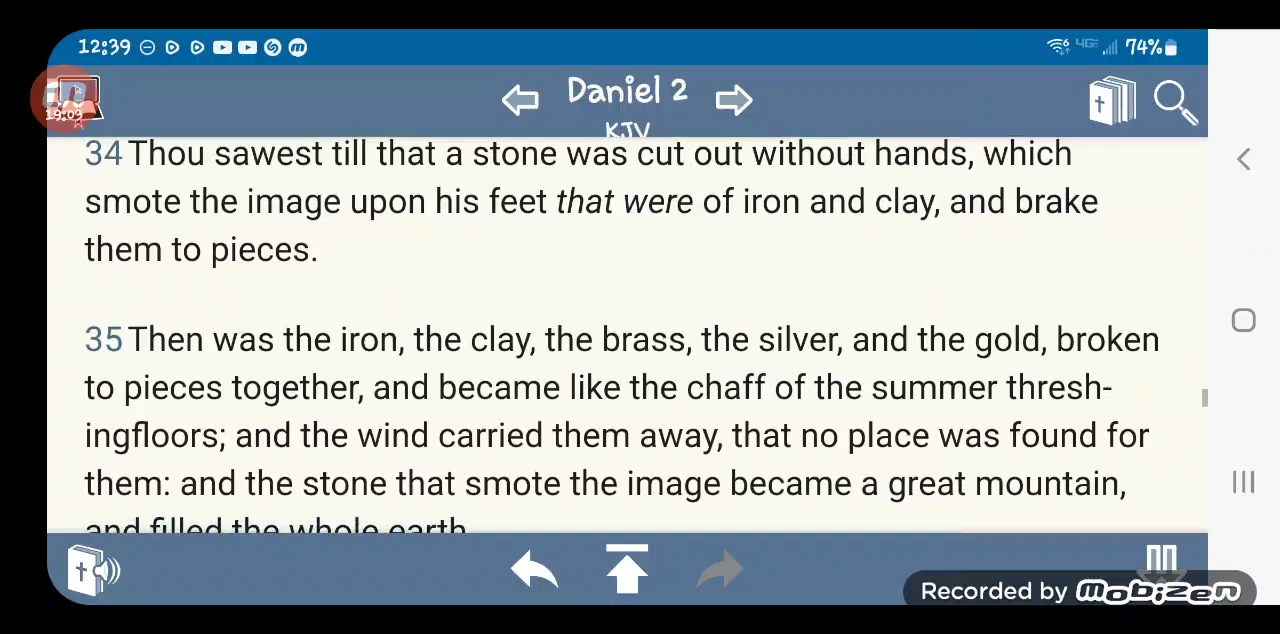 12:39 4GE 74%
19:09
Daniel 2
KJV
34 Thou sawest till that a stone was cut out without hands, which
smote the image upon his feet that were of iron and clay, and brake
them to pieces.
35 Then was the iron, the clay, the brass, the silver, and the gold, broken
to pieces together, and became like the chaff of the summer thresh-
ingfloors; and the wind carried them away, that no place was found for
them: and the stone that smote the image became a great mountain,
and filled the whole earth
Recorded by Mobizen